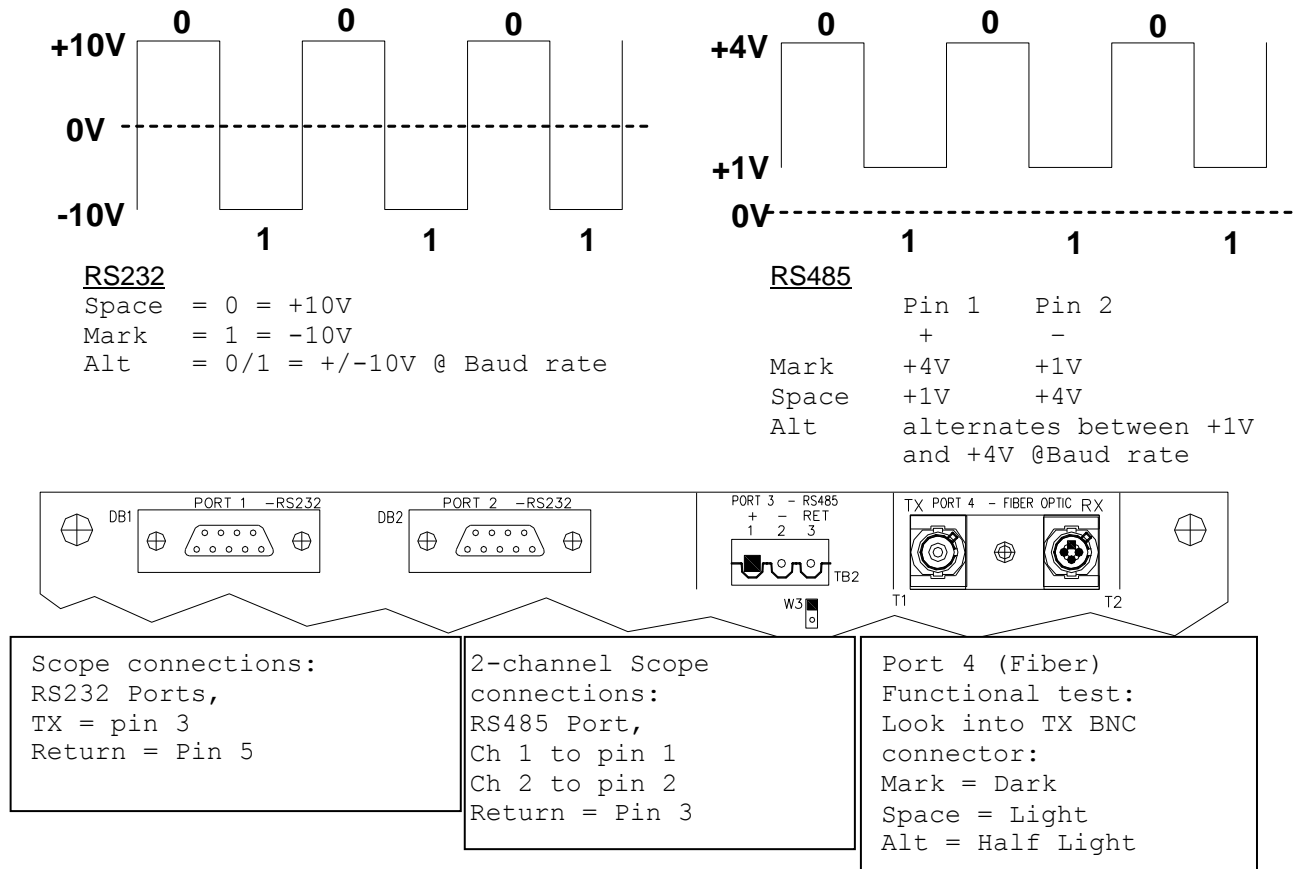 0 0 0
+10V
0V
-10V
1 1 1
RS232
Space = 0 = +10V
Mark = 1 = -10V
Alt = 0/1 = +/-10V @ Baud rate
0 0 0
+4V
+1V
0V
1 1 1
RS485
Pin 1 Pin 2
+ −
Mark +4V +1V
Space +1V +4V
Alt alternates between +1V
and +4V @Baud rate
PORT 1 -RS232
DB1
PORT 2 -RS232
DB2
PORT 3 - RS485
+ - RET
1 2 3
TB2
W3
TX PORT 4 - FIBER OPTIC RX
T1 T2
Scope connections:
RS232 Ports,
TX = pin 3
Return = Pin 5
2-channel Scope
connections:
RS485 Port,
Ch 1 to pin 1
Ch 2 to pin 2
Return = Pin 3
Port 4 (Fiber)
Functional test:
Look into TX BNC
connector:
Mark = Dark
Space = Light
Alt = Half Light